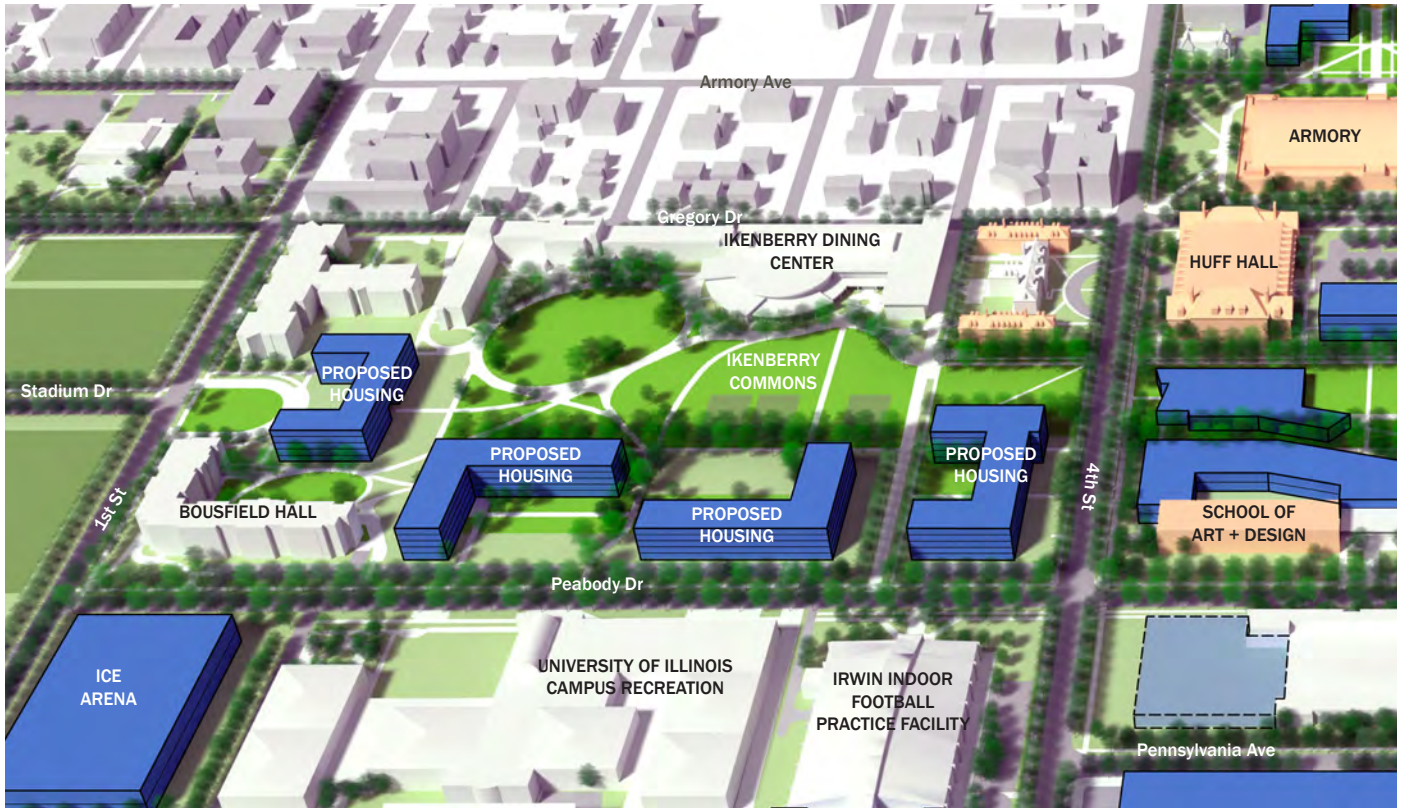 Armory Ave
ARMORY
Gregory Dr
IKENBERRY DINING
CENTER
HUFF HALL
Stadium Dr
PROPOSED
HOUSING
IKENBERRY
COMMONS
PROPOSED
HOUSING
PROPOSED
HOUSING
4th St
1st St
BOUSFIELD HALL
PROPOSED
HOUSING
SCHOOL OF
ART + DESIGN
Peabody Dr
ICE
ARENA
UNIVERSITY OF ILLINOIS
CAMPUS RECREATION
IRWIN INDOOR
FOOTBALL
PRACTICE FACILITY
Pennsylvania Ave